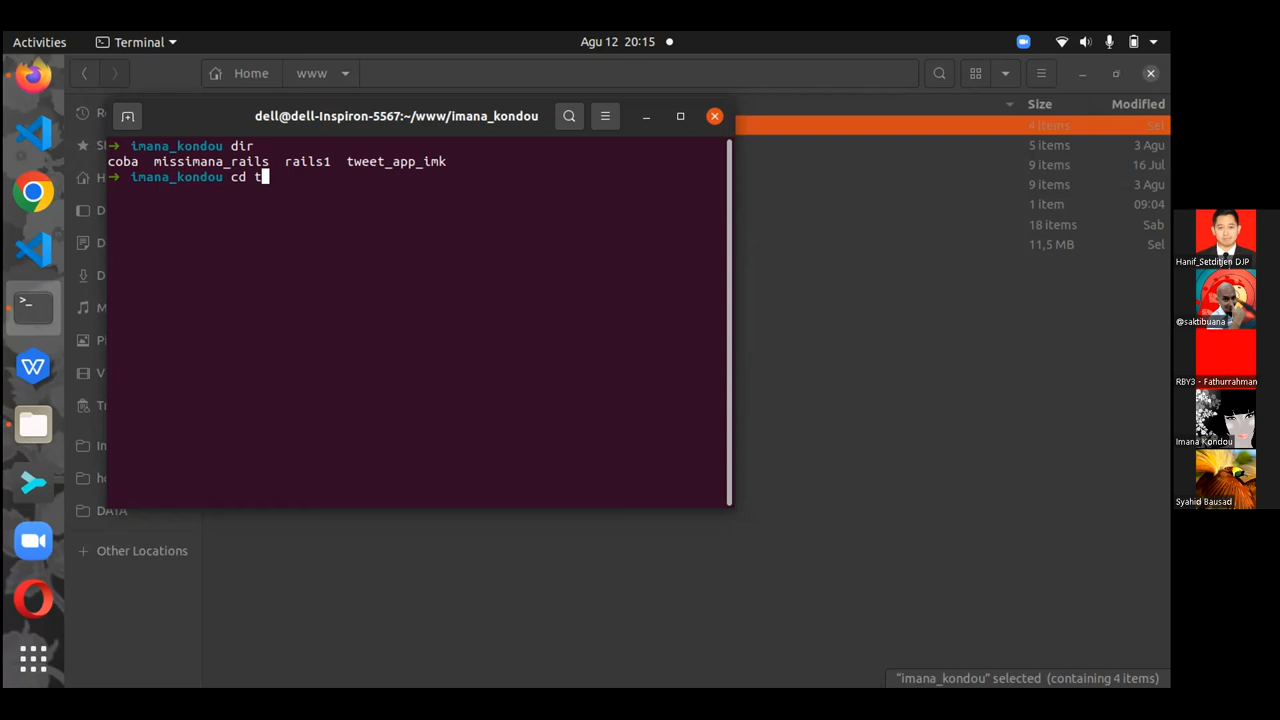 Activities
Terminal
Agu 12 20:15
Home
www
dell@dell-Inspiron-5567:~/www/imana_kondou
Size
Modified
4 items
Sel
5 items
3 Agu
9 items
16 Jul
9 items
3 Agu
1 item
09:04
18 items
Sab
11,5 MB
Sel
➜ imana_kondou dir
coba missimana_rails rails1 tweet_app_imk
➜ imana_kondou cd t
DATA
+ Other Locations
"imana_kondou" selected (containing 4 items)
Hanif_Setditjen DJP
@saktibuana
RBY3 - Fathurrahman
Imana Kondou
Syahid Bausad